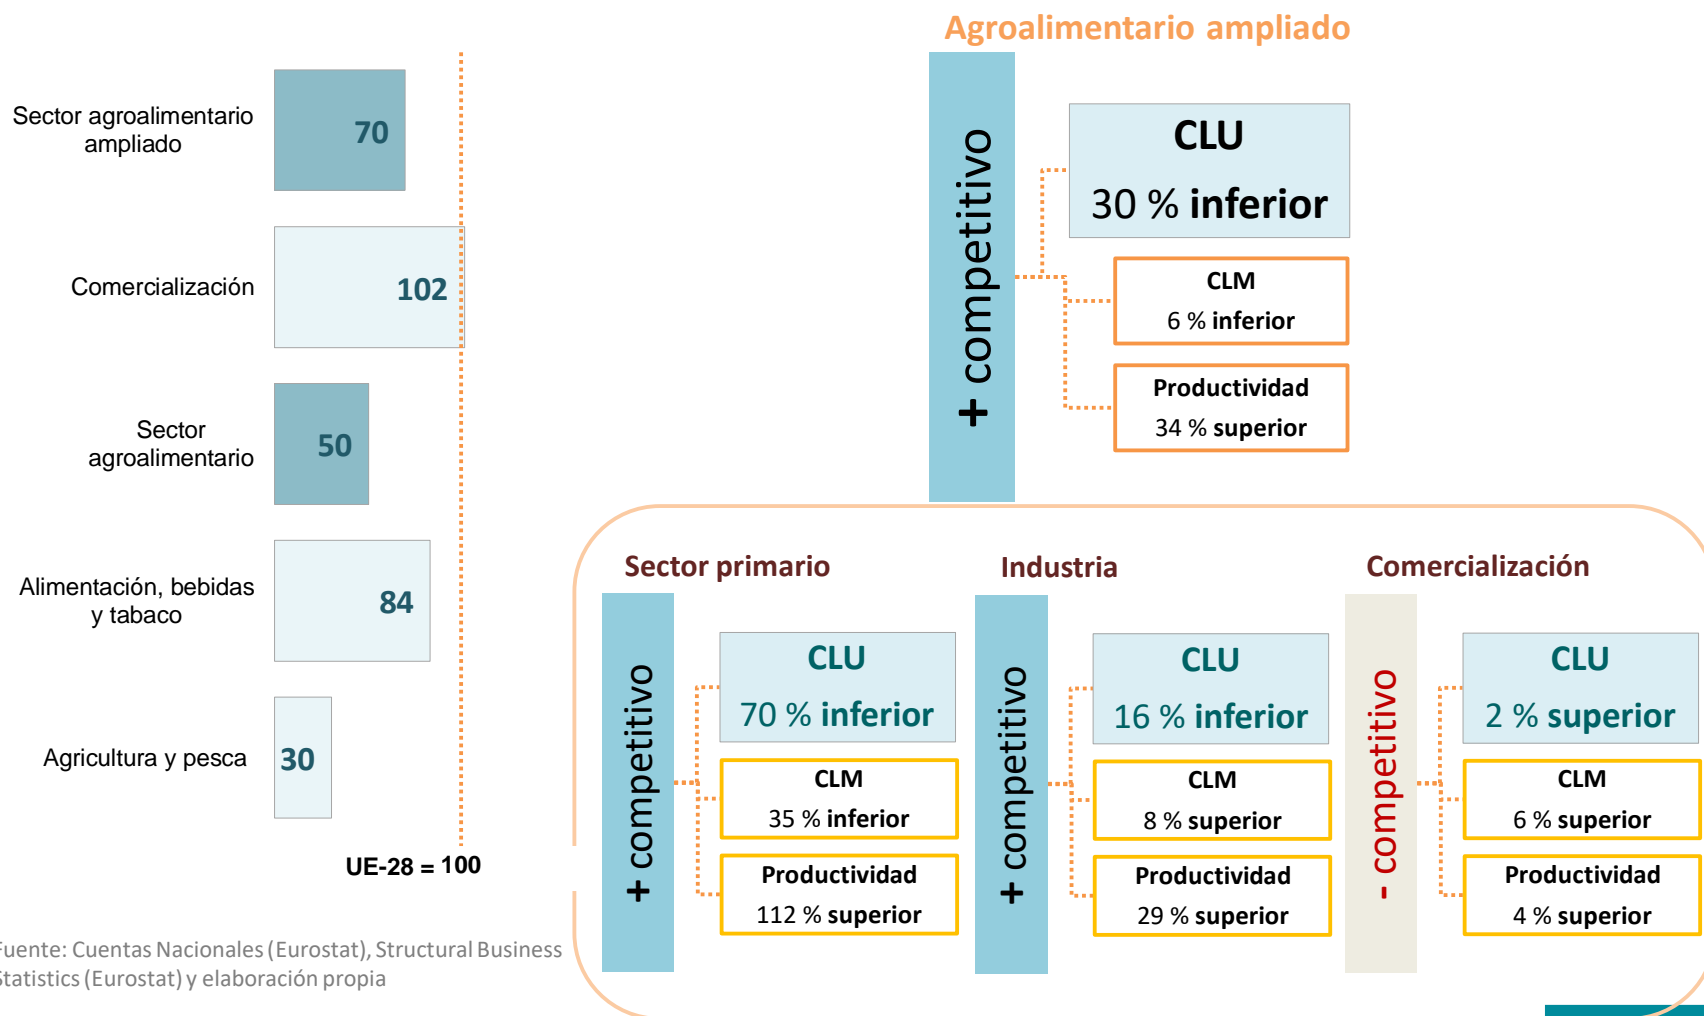 Sector agroalimentario
ampliado
70
Comercialización
102
Sector
agroalimentario
50
Alimentación, bebidas
y tabaco
84
Agricultura y pesca
30
UE-28 = 100
Fuente: Cuentas Nacionales (Eurostat), Structural Business
Statistics (Eurostat) y elaboración propia
Agroalimentario ampliado
+ competitivo
CLU
30 % inferior
CLM
6 % inferior
Productividad
34 % superior
Sector primario
+ competitivo
CLU
70 % inferior
CLM
35 % inferior
Productividad
112 % superior
Industria
+ competitivo
CLU
16 % inferior
CLM
8 % superior
Productividad
29 % superior
Comercialización
- competitivo
CLU
2 % superior
CLM
6 % superior
Productividad
4 % superior